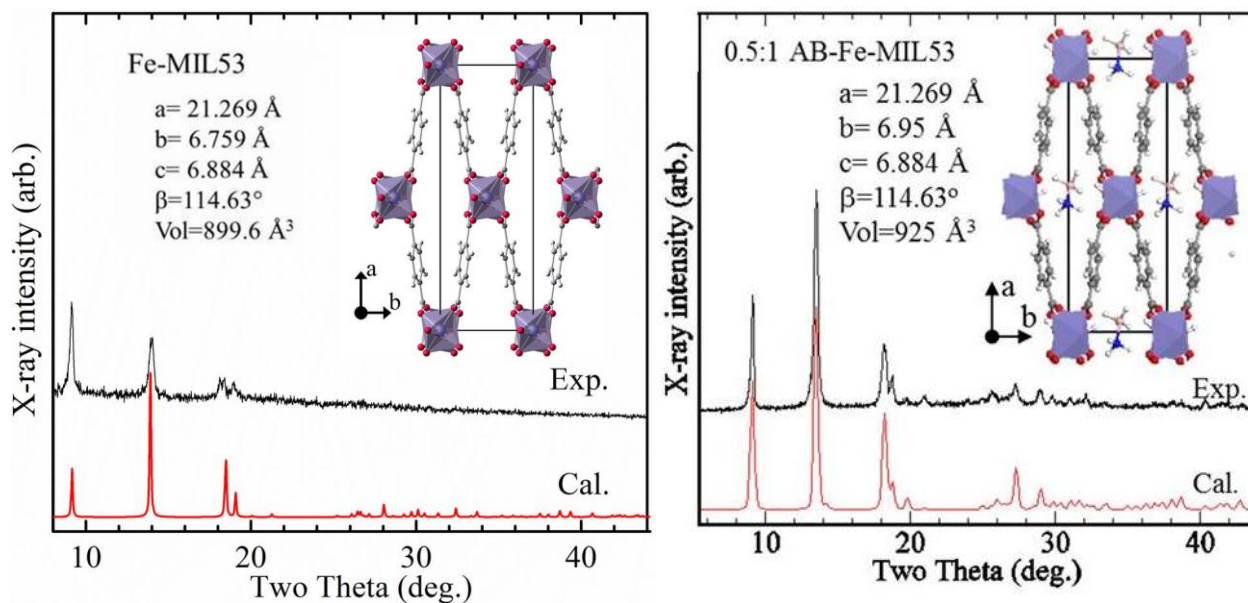 Fe-MIL53
a= 21.269 Å
b= 6.759 Å
c= 6.884 Å
β=114.63°
Vol=899.6 Å³
a
b
Exp.
Cal.
X-ray intensity (arb.)
10 20 30 40
Two Theta (deg.)
0.5:1 AB-Fe-MIL53
a= 21.269 Å
b: 6.95 Å
c= 6.884 Å
β=114.63º
Vol=925 Å³
a
b
Exp.
Cal.
X-ray intensity (arb.)
10 20 30 40
Two Theta (deg.)